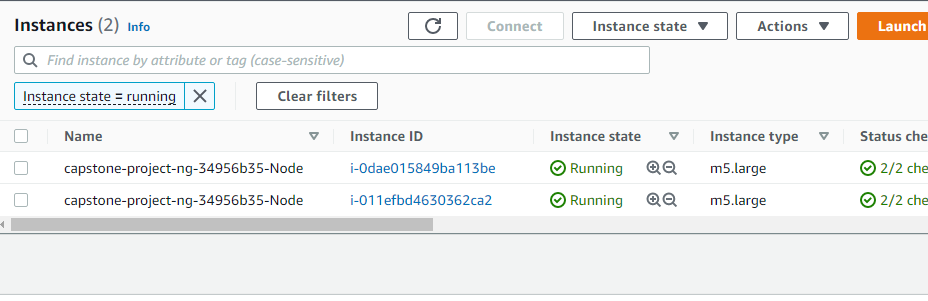 Instances (2) Info Connect Instance state Actions Launch
Find instance by attribute or tag (case-sensitive)
Instance state = running Clear filters
Name Instance ID Instance state Instance type Status che
capstone-project-ng-34956b35-Node i-0dae015849ba113be Running m5.large 2/2 che
capstone-project-ng-34956b35-Node i-011efbd4630362ca2 Running m5.large 2/2 che